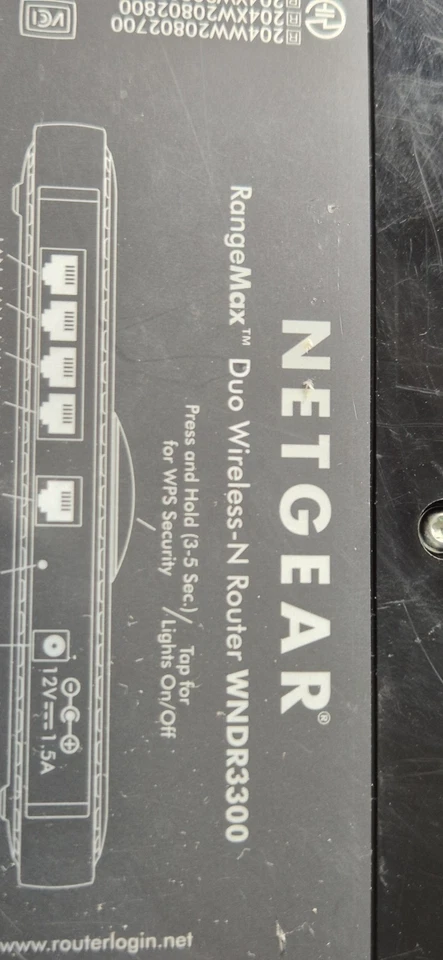 NETGEAR®
RangeMax™ Duo Wireless-N Router WNDR3300
Press and Hold (3-5 Sec.)/ Tap for
for WPS Security / Lights On/Off
12V⎓1.5A
www.routerlogin.net
204WW20802700
204XW20802800
VCI